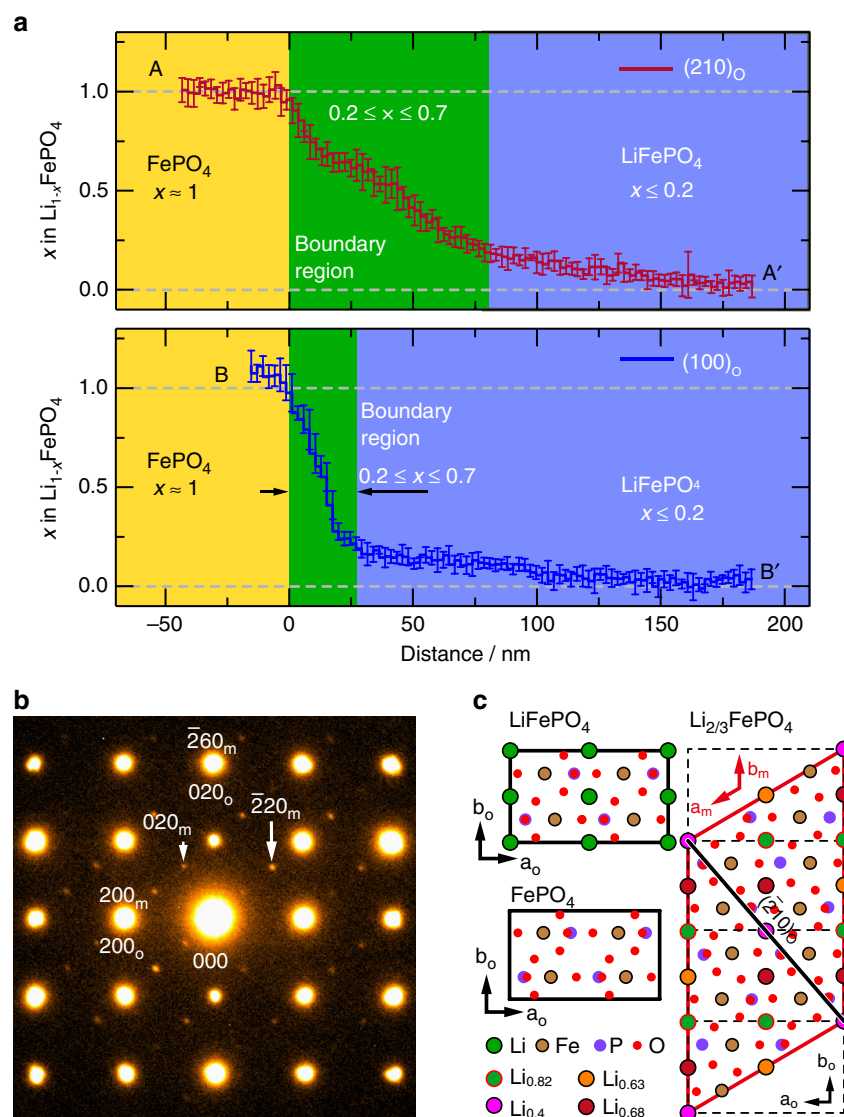 a
A
(210)O
0.2 ≤ x ≤ 0.7
FePO4
x ≈ 1
LiFePO4
x ≤ 0.2
Boundary
region
A′
1.0
0.5
0.0
x in Li1-xFePO4
B
(100)O
Boundary
region
FePO4
x ≈ 1
0.2 ≤ x ≤ 0.7
LiFePO4
x ≤ 0.2
B′
1.0
0.5
0.0
x in Li1-xFePO4
–50 0 50 100 150 200
Distance / nm
b
2̅60m
020o
020m
2̅20m
200m
200o
000
c
LiFePO4
Li2/3FePO4
bo
ao
bm
am
FePO4
bo
ao
(2̅10)o
Li Fe P O
Li0.82 Li0.63
Li0.4 Li0.68
bo
ao